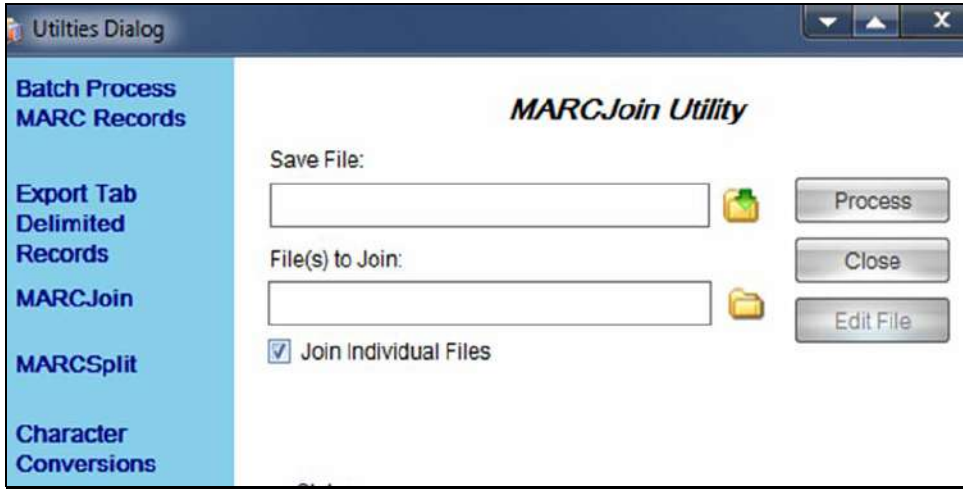 Utilties Dialog
X
Batch Process
MARC Records
Export Tab
Delimited
Records
MARCJoin
MARCSplit
Character
Conversions
MARCJoin Utility
Save File:
Process
File(s) to Join:
Close
Edit File
Join Individual Files